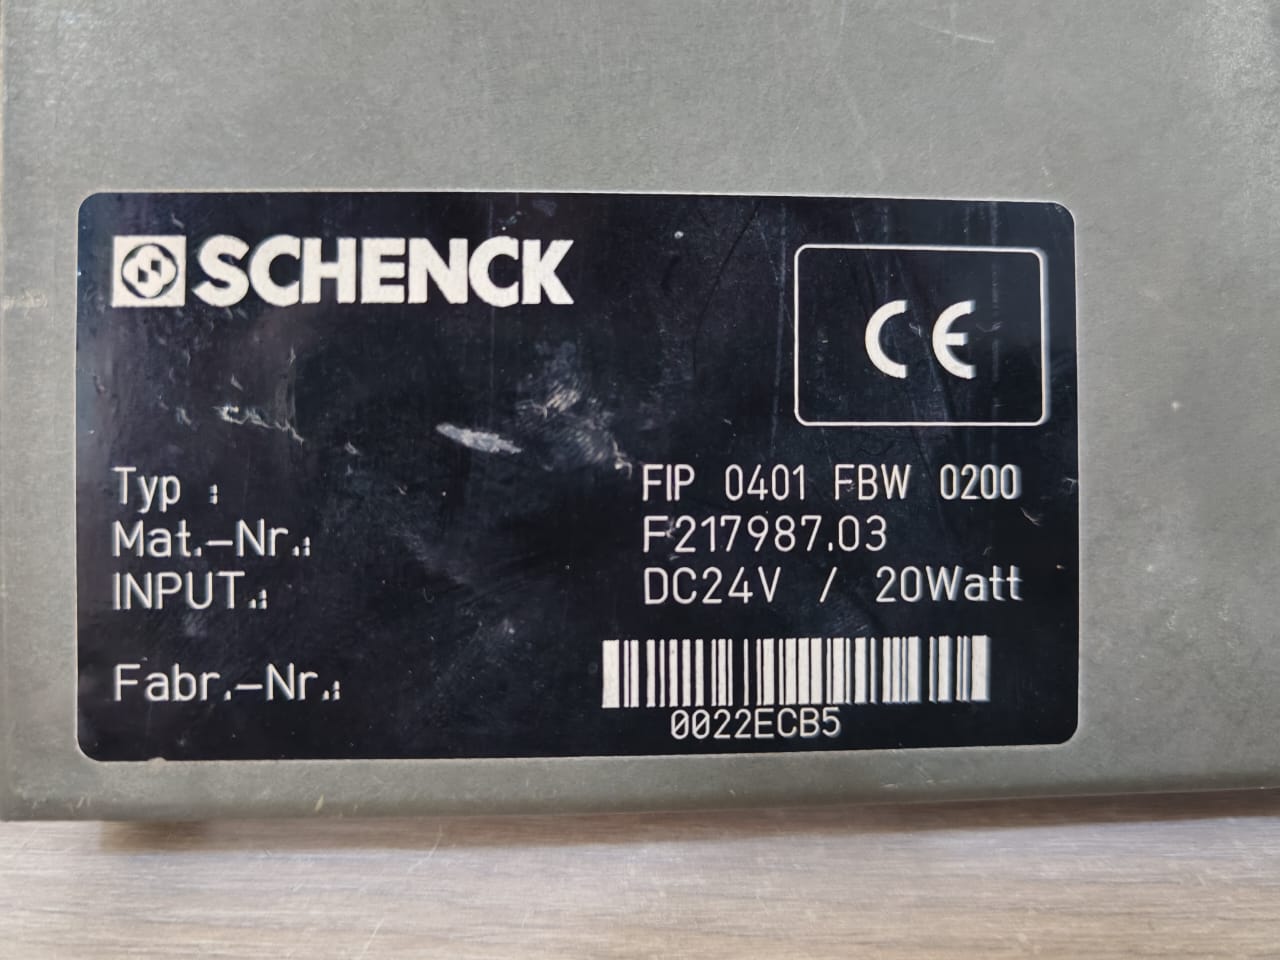 SCHENCK
CE
Typ : FIP 0401 FBW 0200
Mat.-Nr.: F217987.03
INPUT.: DC24V / 20Watt
Fabr.-Nr.:
0022ECB5